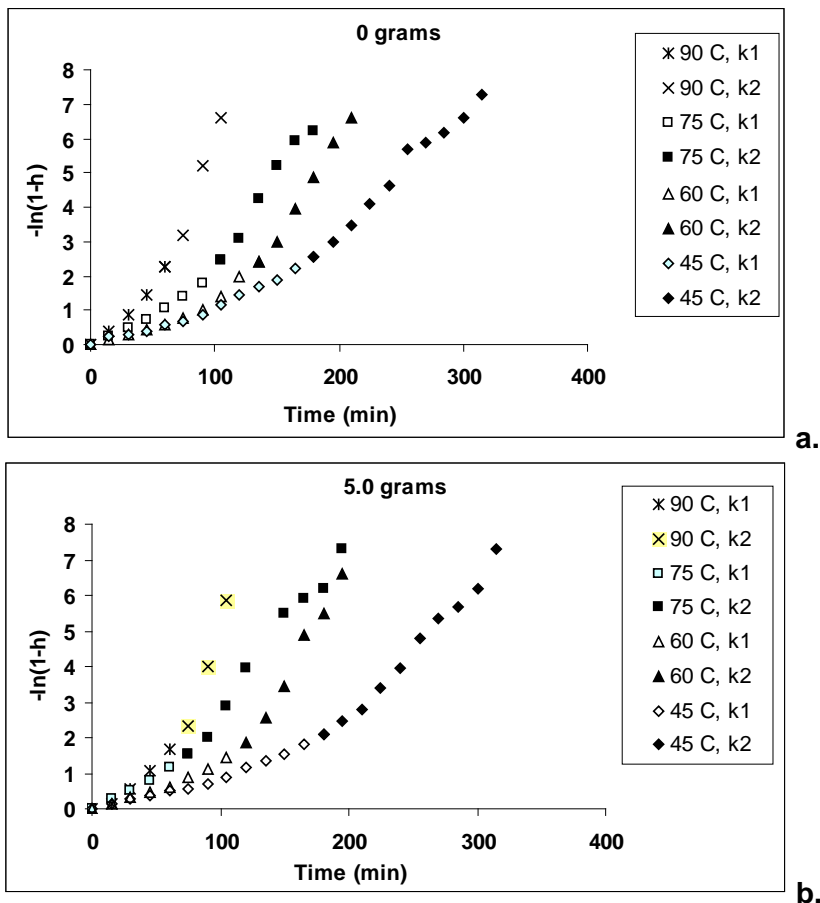 0 grams
8
7
6
5
4
3
2
1
0
-ln(1-h)
0 100 200 300 400
Time (min)
90 C, k1
90 C, k2
75 C, k1
75 C, k2
60 C, k1
60 C, k2
45 C, k1
45 C, k2
a.
5.0 grams
8
7
6
5
4
3
2
1
0
-ln(1-h)
0 100 200 300 400
Time (min)
90 C, k1
90 C, k2
75 C, k1
75 C, k2
60 C, k1
60 C, k2
45 C, k1
45 C, k2
b.